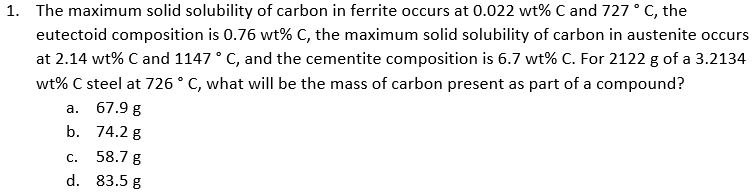 1. The maximum solid solubility of carbon in ferrite occurs at 0.022 wt% C and 727 ° C, the
eutectoid composition is 0.76 wt% C, the maximum solid solubility of carbon in austenite occurs
at 2.14 wt% C and 1147 ° C, and the cementite composition is 6.7 wt% C. For 2122 g of a 3.2134
wt% C steel at 726 ° C, what will be the mass of carbon present as part of a compound?
a. 67.9 g
b. 74.2 g
c. 58.7 g
d. 83.5 g